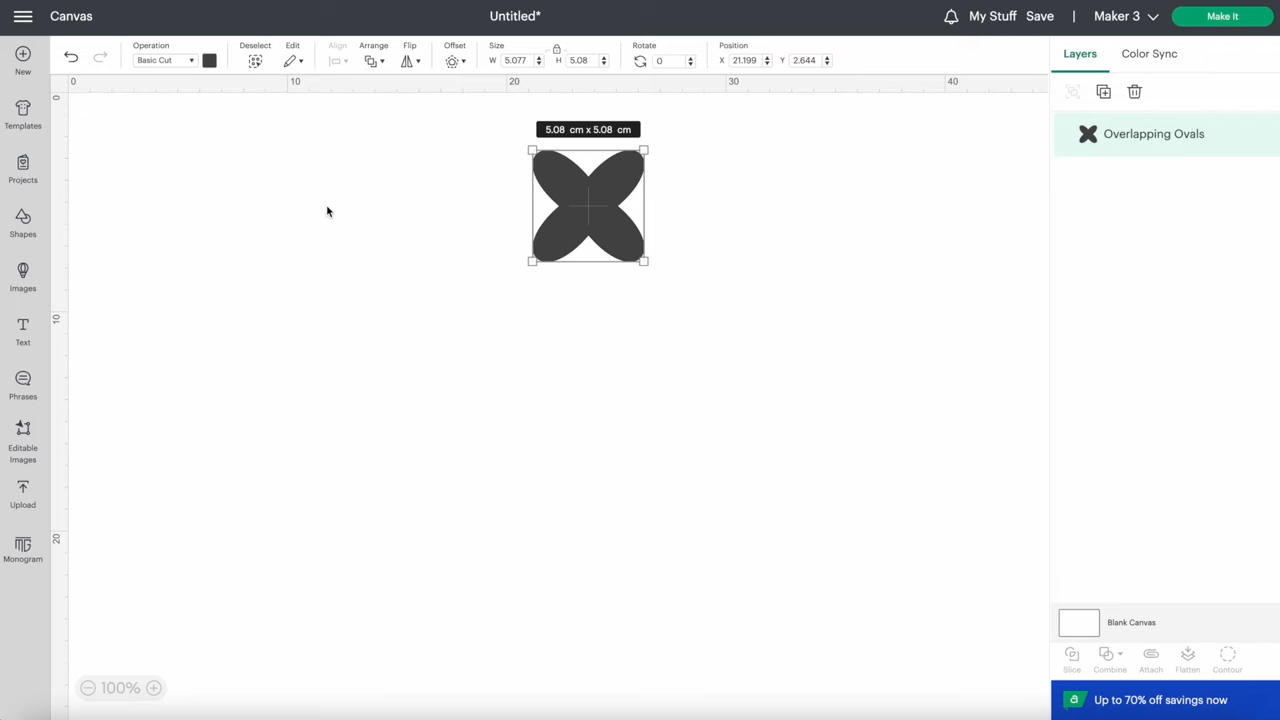 Canvas
Untitled*
My Stuff
Save
|
Maker 3
Make It
New
Templates
Projects
Shapes
Images
Text
Phrases
Editable
Images
Upload
Monogram
Operation
Basic Cut
Deselect
Edit
Align
Arrange
Flip
Offset
Size
W 5.077
H 5.08
Rotate
0
Position
X 21.199
Y 2.644
0
10
20
30
40
0
10
20
5.08 cm x 5.08 cm
100%
Layers
Color Sync
Overlapping Ovals
Blank Canvas
Slice
Combine
Attach
Flatten
Contour
a
Up to 70% off savings now